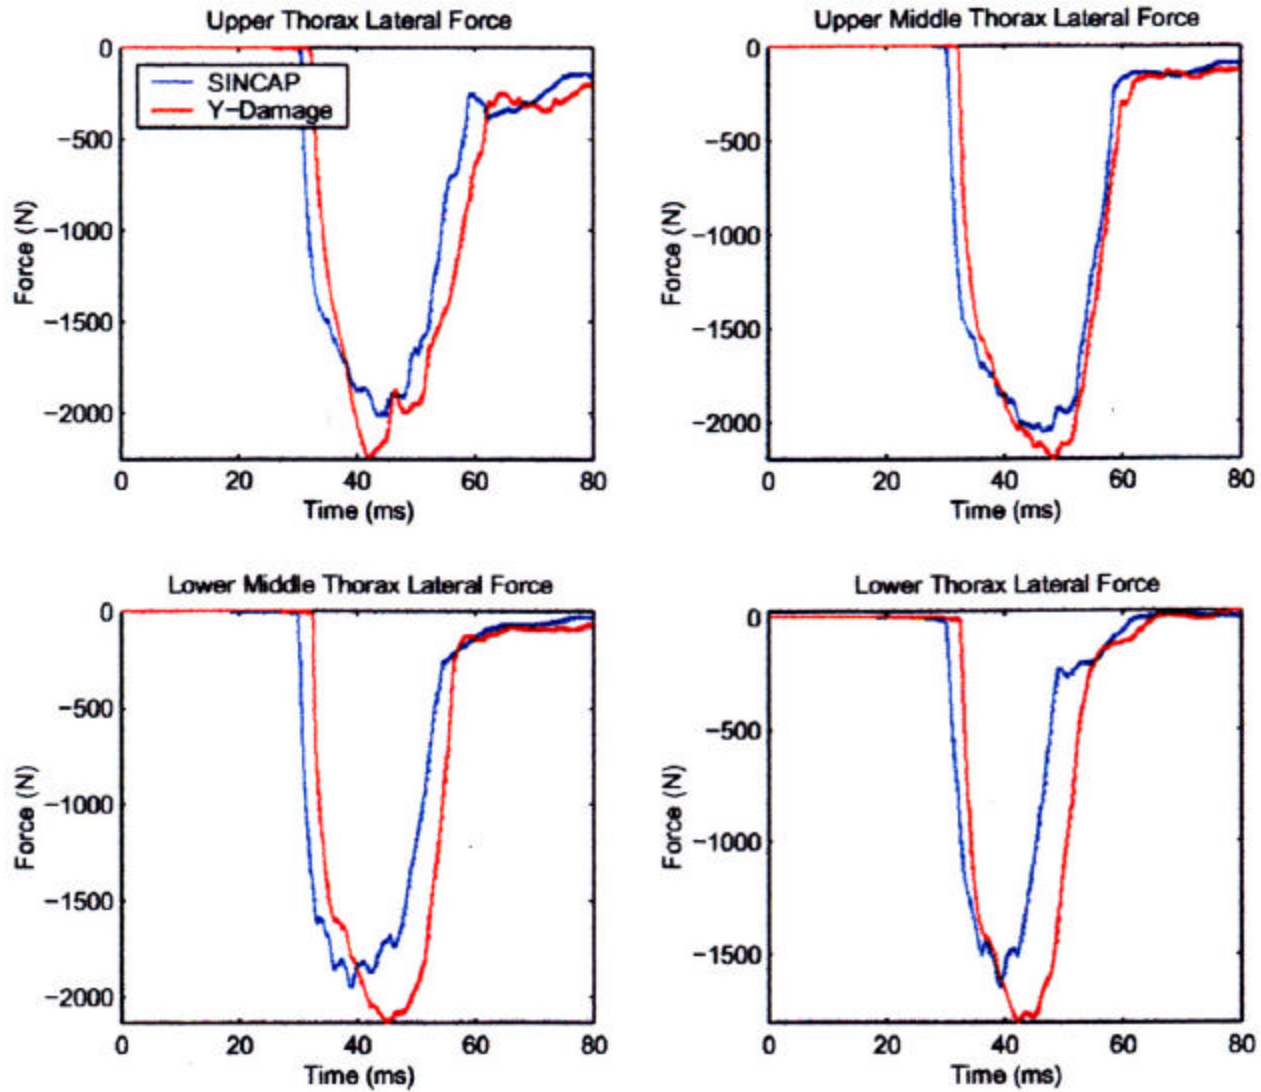 Upper Thorax Lateral Force
0
−500
−1000
−1500
−2000
Force (N)
SINCAP
Y−Damage
0 20 40 60 80
Time (ms)
Upper Middle Thorax Lateral Force
0
−500
−1000
−1500
−2000
Force (N)
0 20 40 60 80
Time (ms)
Lower Middle Thorax Lateral Force
0
−500
−1000
−1500
−2000
Force (N)
0 20 40 60 80
Time (ms)
Lower Thorax Lateral Force
0
−500
−1000
−1500
Force (N)
0 20 40 60 80
Time (ms)